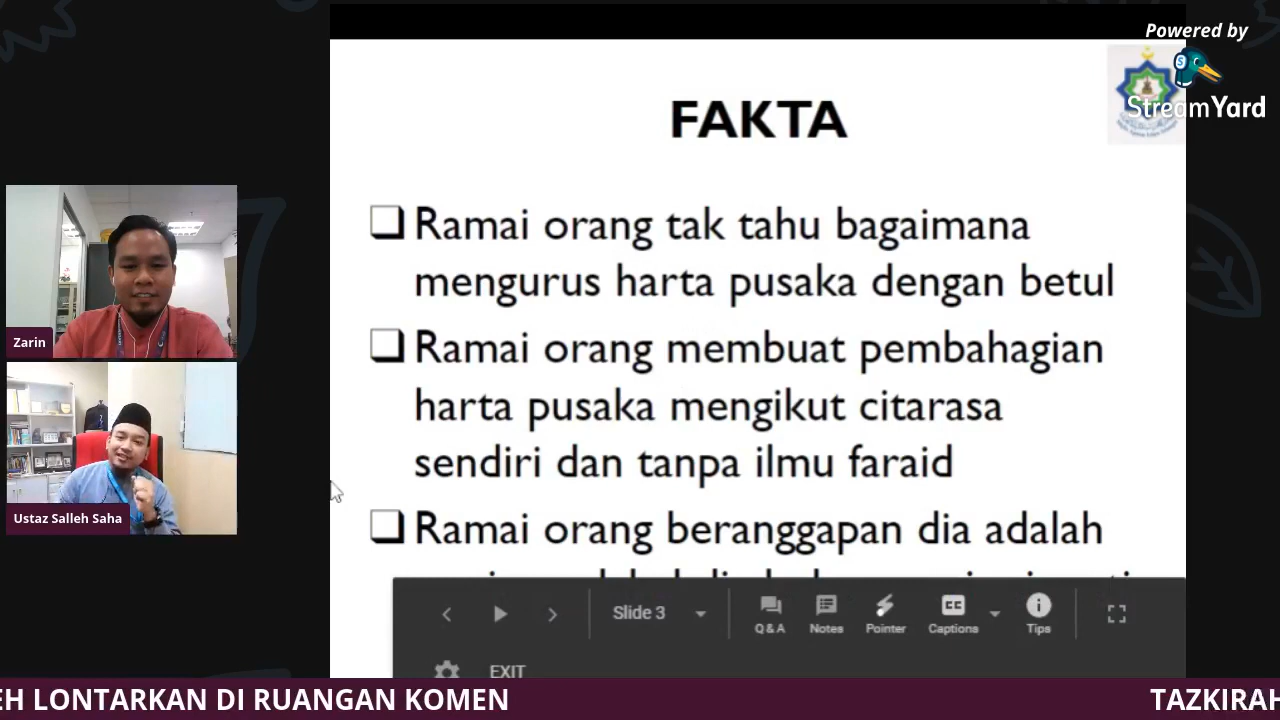 Powered by
StreamYard
FAKTA
Ramai orang tak tahu bagaimana
mengurus harta pusaka dengan betul
Ramai orang membuat pembahagian
harta pusaka mengikut citarasa
sendiri dan tanpa ilmu faraid
Ramai orang beranggapan dia adalah
Zarin
Ustaz Salleh Saha
Slide 3
Q & A
Notes
Pointer
Captions
Tips
EXIT
EH LONTARKAN DI RUANGAN KOMEN
TAZKIRAH